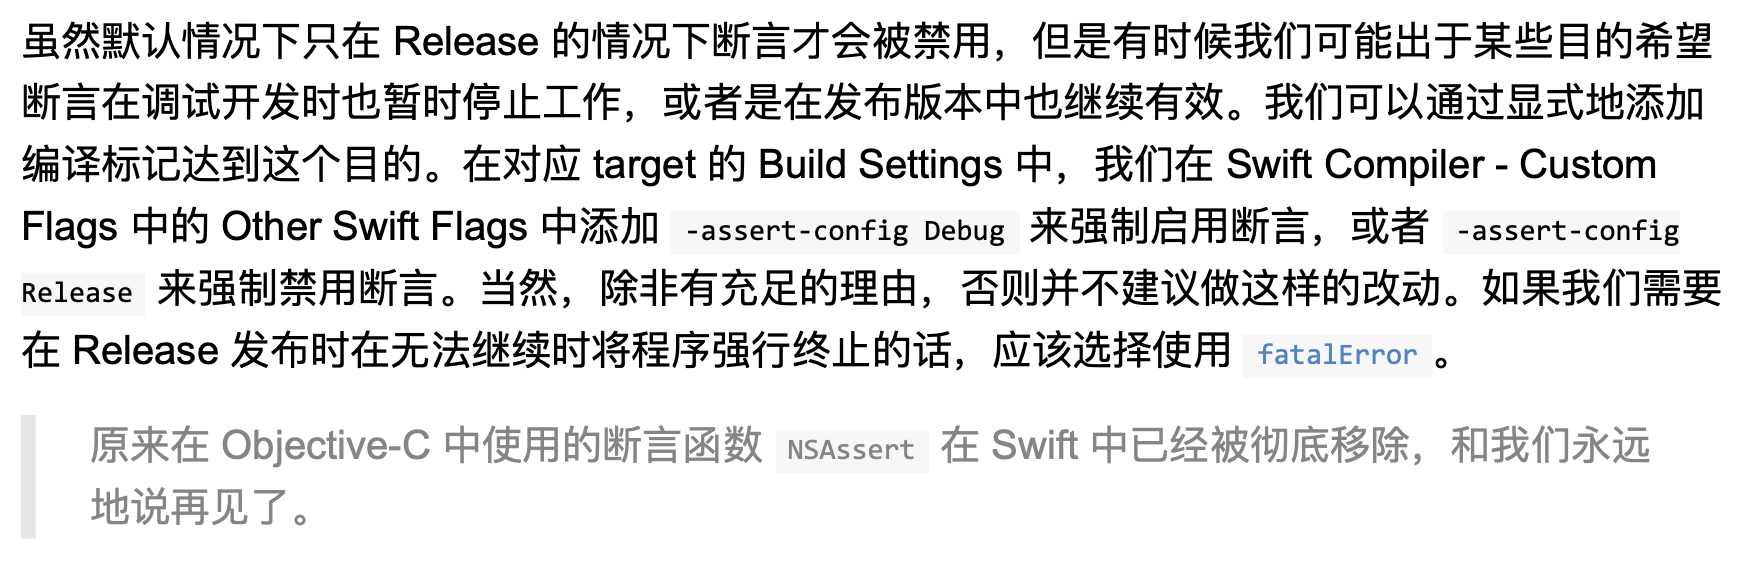 虽然默认情况下只在 Release 的情况下断言才会被禁用，但是有时候我们可能出于某些目的希望
断言在调试开发时也暂时停止工作，或者是在发布版本中也继续有效。我们可以通过显式地添加
编译标记达到这个目的。在对应 target 的 Build Settings 中，我们在 Swift Compiler - Custom
Flags 中的 Other Swift Flags 中添加 -assert-config Debug 来强制启用断言，或者 -assert-config
Release 来强制禁用断言。当然，除非有充足的理由，否则并不建议做这样的改动。如果我们需要
在 Release 发布时在无法继续时将程序强行终止的话，应该选择使用 fatalError 。
原来在 Objective-C 中使用的断言函数 NSAssert 在 Swift 中已经被彻底移除，和我们永远
地说再见了。